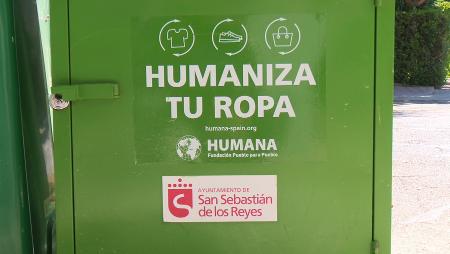 HUMANIZA
TU ROPA
humana-spain.org
HUMANA
Fundación Pueblo para Pueblo
AYUNTAMIENTO DE
San Sebastián
de los Reyes